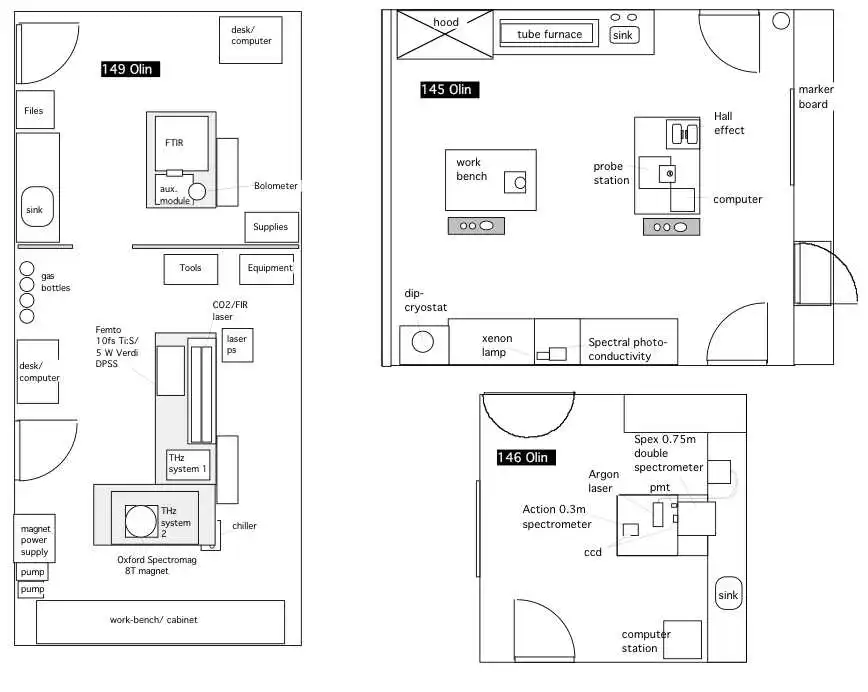 desk/
computer
149 Olin
Files
FTIR
aux.
module
Bolometer
sink
Supplies
gas
bottles
Tools
Equipment
CO2/FIR
laser
Femto
10fs Ti:S/
5 W Verdi
DPSS
laser
ps
desk/
computer
THz
system 1
THz
system
2
magnet
power
supply
chiller
Oxford Spectromag
8T magnet
pump
pump
work-bench/ cabinet
hood
tube furnace
sink
145 Olin
marker
board
Hall
effect
work
bench
probe
station
computer
dip-
cryostat
xenon
lamp
Spectral photo-
conductivity
146 Olin
Spex 0.75m
double
spectrometer
Argon
laser
pmt
Action 0.3m
spectrometer
ccd
sink
computer
station